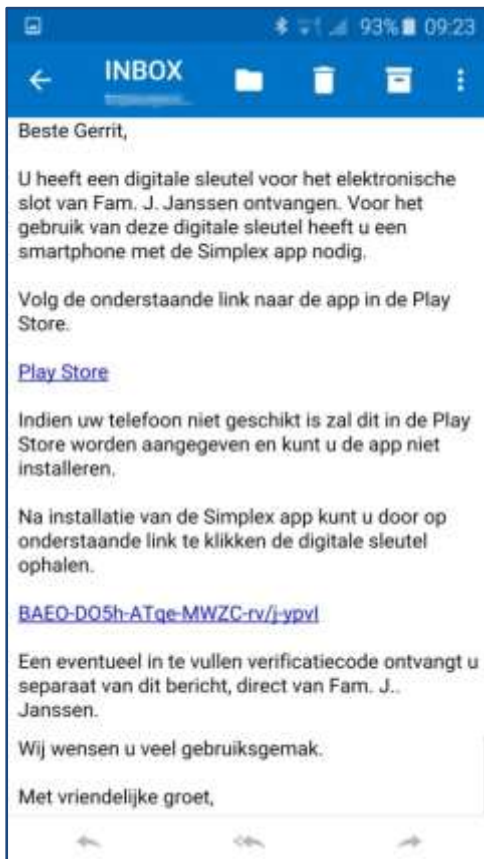 93% 09:23
INBOX
Beste Gerrit,
U heeft een digitale sleutel voor het elektronische
slot van Fam. J. Janssen ontvangen. Voor het
gebruik van deze digitale sleutel heeft u een
smartphone met de Simplex app nodig.
Volg de onderstaande link naar de app in de Play
Store.
Play Store
Indien uw telefoon niet geschikt is zal dit in de Play
Store worden aangegeven en kunt u de app niet
installeren.
Na installatie van de Simplex app kunt u door op
onderstaande link te klikken de digitale sleutel
ophalen.
BAEO-DO5h-ATqe-MWZC-rv/j-ypvI
Een eventueel in te vullen verificatiecode ontvangt u
separaat van dit bericht, direct van Fam. J..
Janssen.
Wij wensen u veel gebruiksgemak.
Met vriendelijke groet,